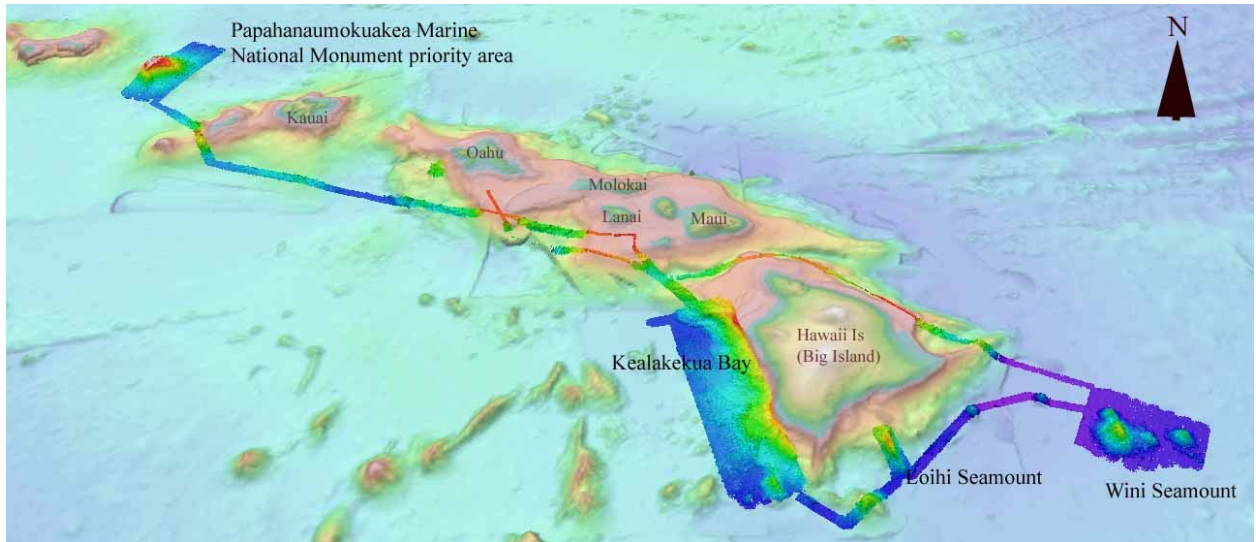 Papahanaumokuakea Marine
National Monument priority area
N
Kauai
Oahu
Molokai
Lanai
Maui
Hawaii Is
(Big Island)
Kealakekua Bay
Loihi Seamount
Wini Seamount